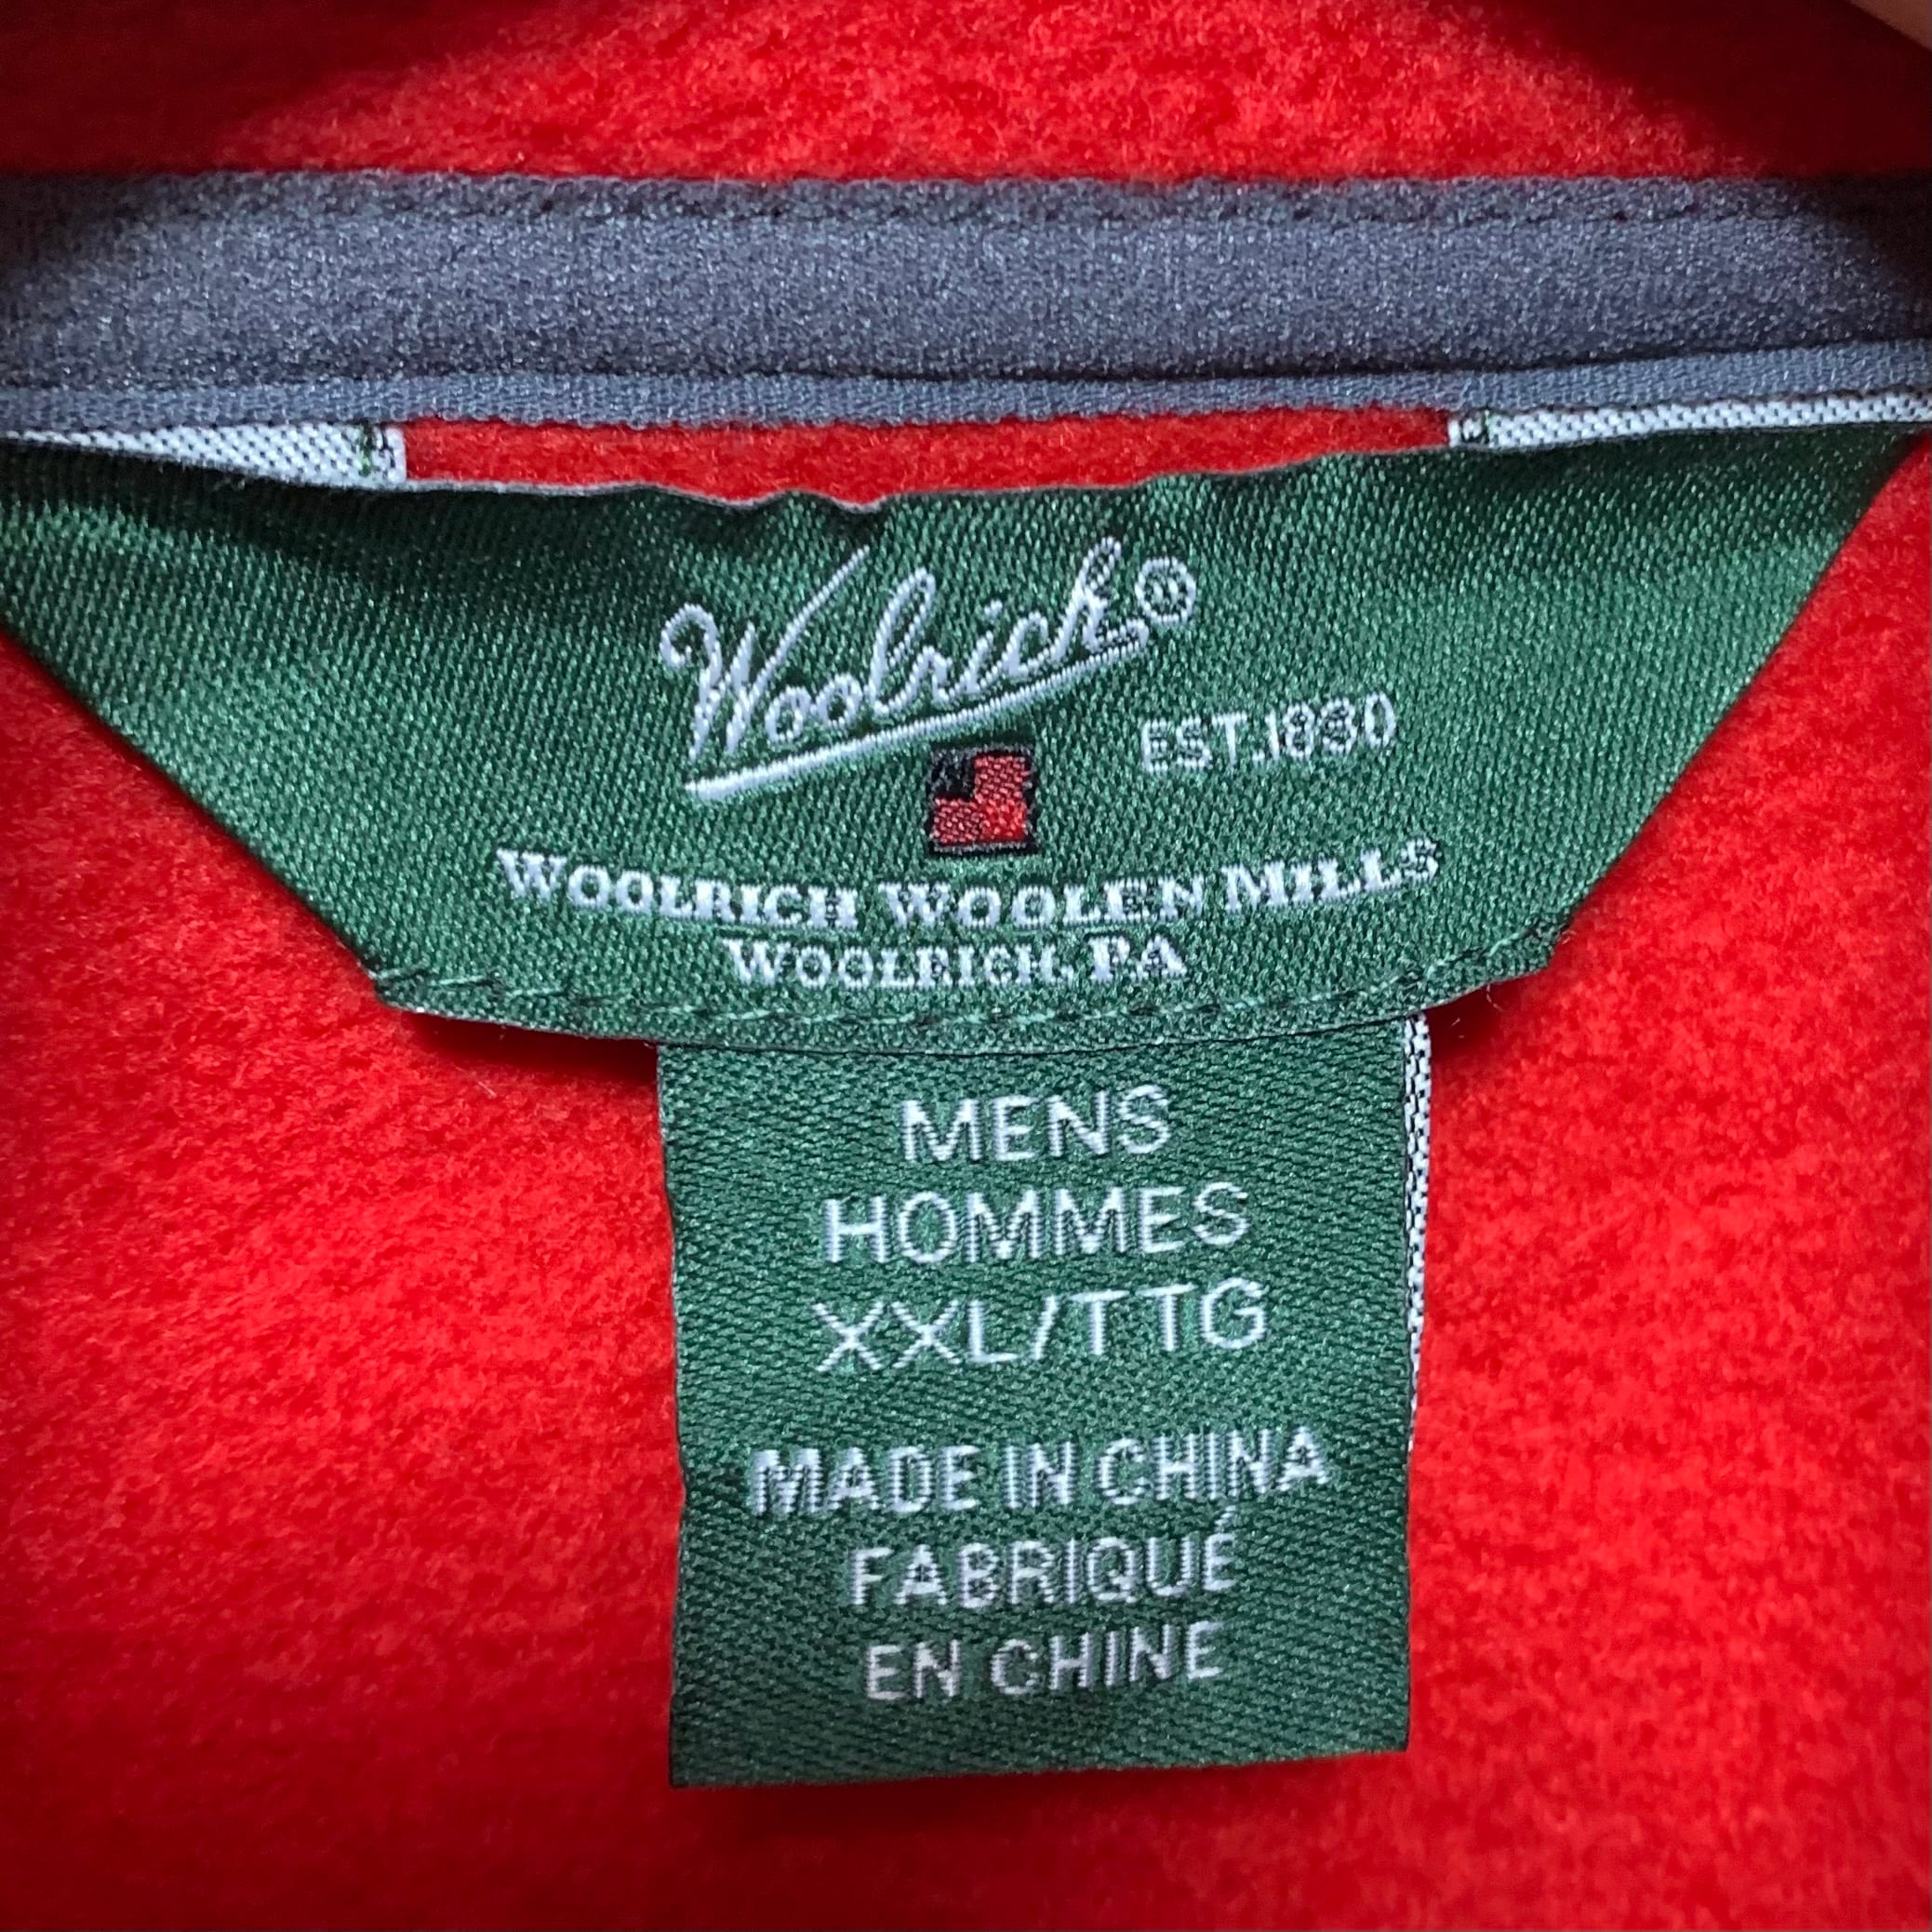 Woolrich®
EST.1830
WOOLRICH WOOLEN MILLS
WOOLRICH, PA
MENS
HOMMES
XXL/TTG
MADE IN CHINA
FABRIQUÉ
EN CHINE